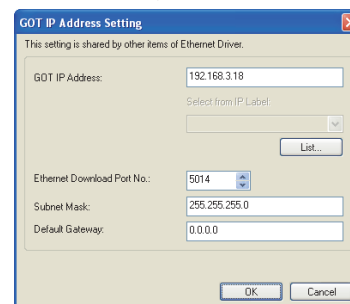 GOT IP Address Setting
This setting is shared by other items of Ethernet Driver.
GOT IP Address:
192.168.3.18
Select from IP Label:
List...
Ethernet Download Port No.:
5014
Subnet Mask:
255.255.255.0
Default Gateway:
0.0.0.0
OK
Cancel